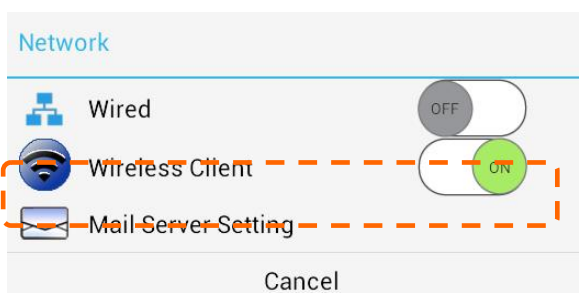 Network
Wired
OFF
Wireless Client
ON
Mail Server Setting
Cancel